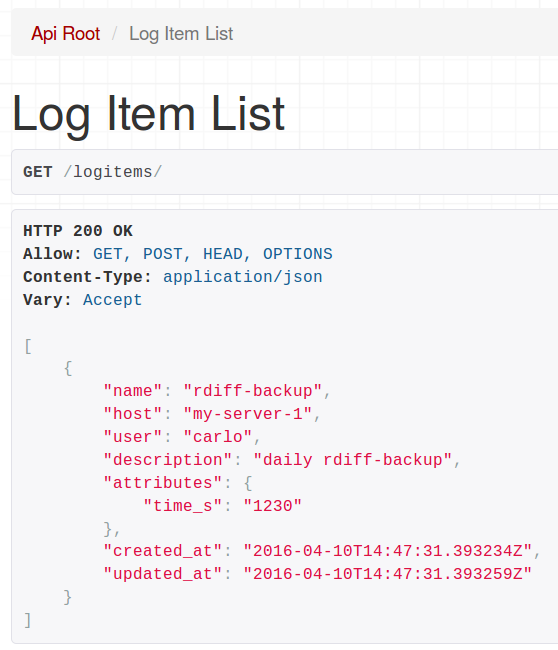 Api Root / Log Item List
Log Item List
GET /logitems/
HTTP 200 OK
Allow: GET, POST, HEAD, OPTIONS
Content-Type: application/json
Vary: Accept
[
    {
        "name": "rdiff-backup",
        "host": "my-server-1",
        "user": "carlo",
        "description": "daily rdiff-backup",
        "attributes": {
            "time_s": "1230"
        },
        "created_at": "2016-04-10T14:47:31.393234Z",
        "updated_at": "2016-04-10T14:47:31.393259Z"
    }
]